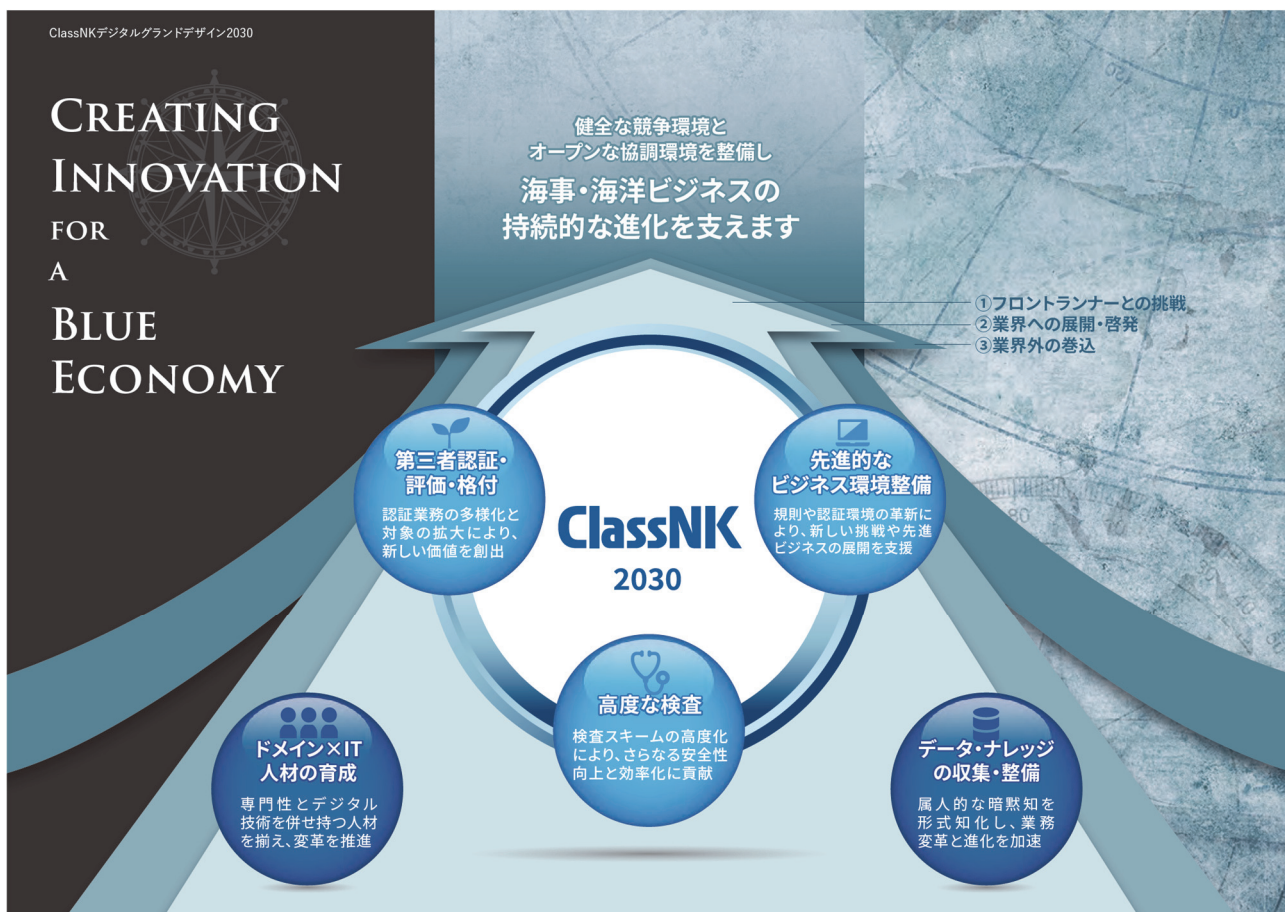 ClassNKデジタルグランドデザイン2030
CREATING
INNOVATION
FOR
A
BLUE
ECONOMY
健全な競争環境と
オープンな協調環境を整備し
海事・海洋ビジネスの
持続的な進化を支えます
①フロントランナーとの挑戦
②業界への展開・啓発
③業界外の巻込
第三者認証・
評価・格付
認証業務の多様化と
対象の拡大により、
新しい価値を創出
先進的な
ビジネス環境整備
規則や認証環境の革新に
より、新しい挑戦や先進
ビジネスの展開を支援
ClassNK
2030
高度な検査
検査スキームの高度化
により、さらなる安全性
向上と効率化に貢献
ドメイン×IT
人材の育成
専門性とデジタル
技術を併せ持つ人材
を揃え、変革を推進
データ・ナレッジ
の収集・整備
属人的な暗黙知を
形式知化し、業務
変革と進化を加速
80